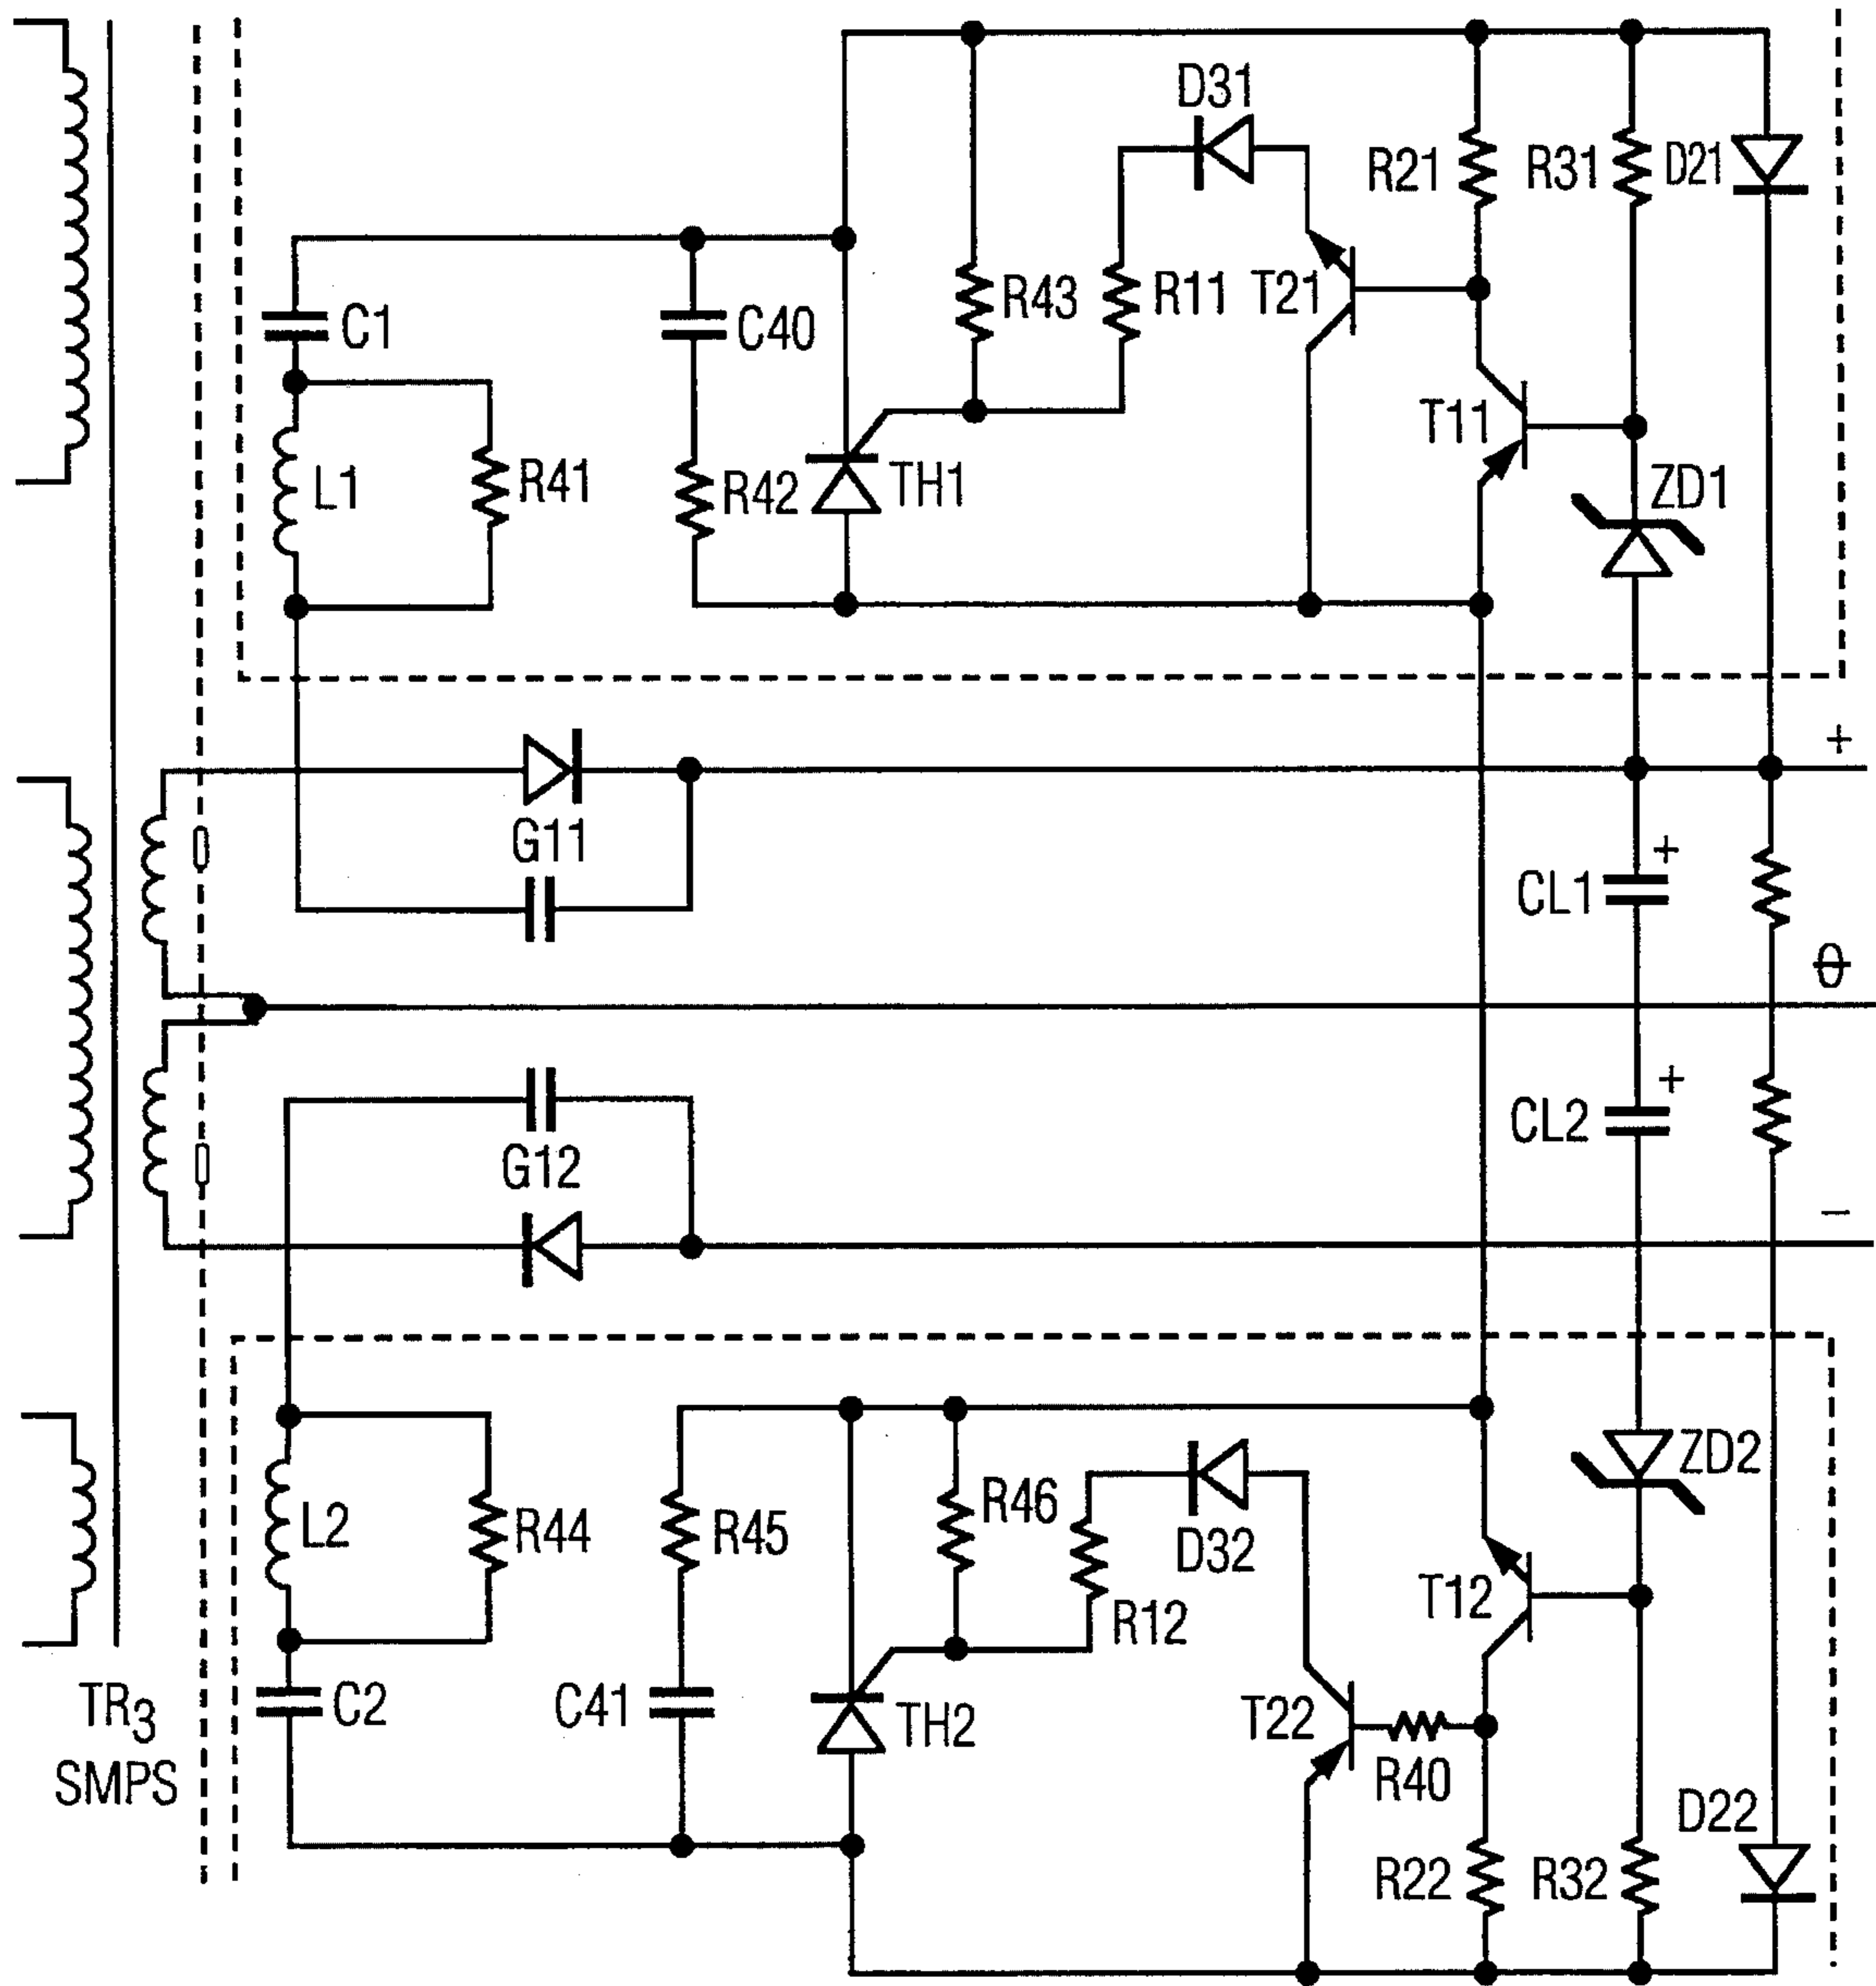 D31
R21
R31
D21
C1
C40
R43
R11
T21
L1
R41
R42
TH1
T11
ZD1
+
G11
CL1
+
0
G12
CL2
+
−
L2
R44
R45
R46
D32
R12
T12
ZD2
TR3
SMPS
C2
C41
TH2
T22
R40
R22
R32
D22